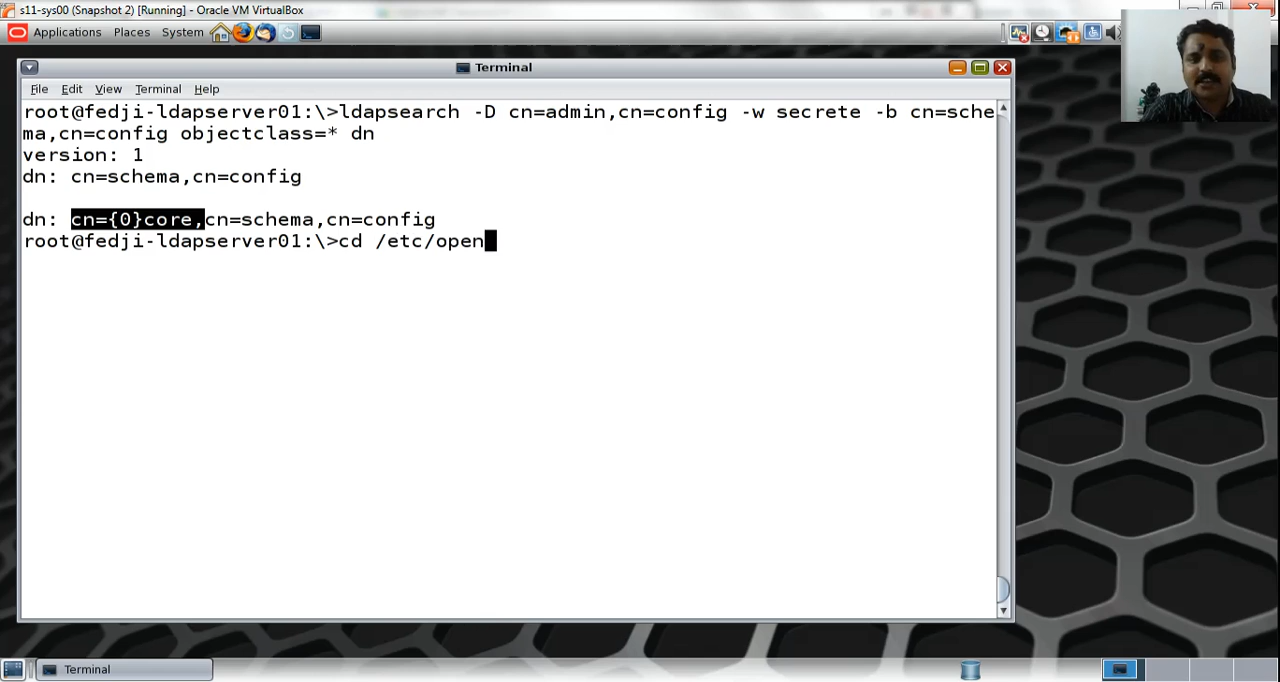 s11-sys00 (Snapshot 2) [Running] - Oracle VM VirtualBox
Applications Places System
Terminal
File Edit View Terminal Help
root@fedji-ldapserver01:\>ldapsearch -D cn=admin,cn=config -w secrete -b cn=sche
ma,cn=config objectclass=* dn
version: 1
dn: cn=schema,cn=config
dn: cn={0}core,cn=schema,cn=config
root@fedji-ldapserver01:\>cd /etc/open
Terminal